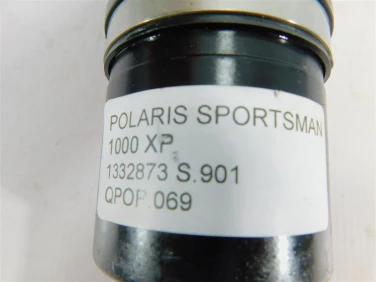 POLARIS SPORTSMAN
1000 XP
1332873 S.901
QPOP.069